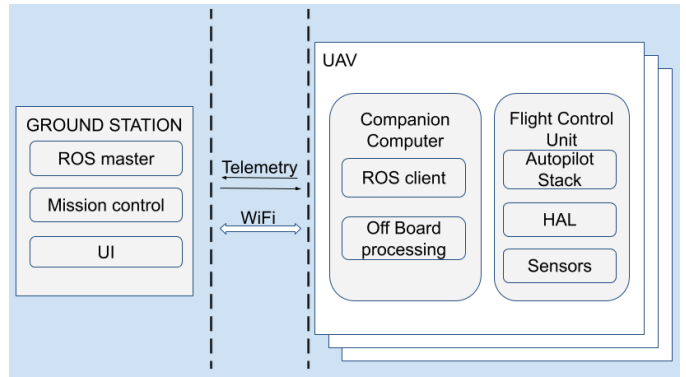 GROUND STATION
ROS master
Mission control
UI
Telemetry
WiFi
UAV
Companion
Computer
ROS client
Off Board
processing
Flight Control
Unit
Autopilot
Stack
HAL
Sensors